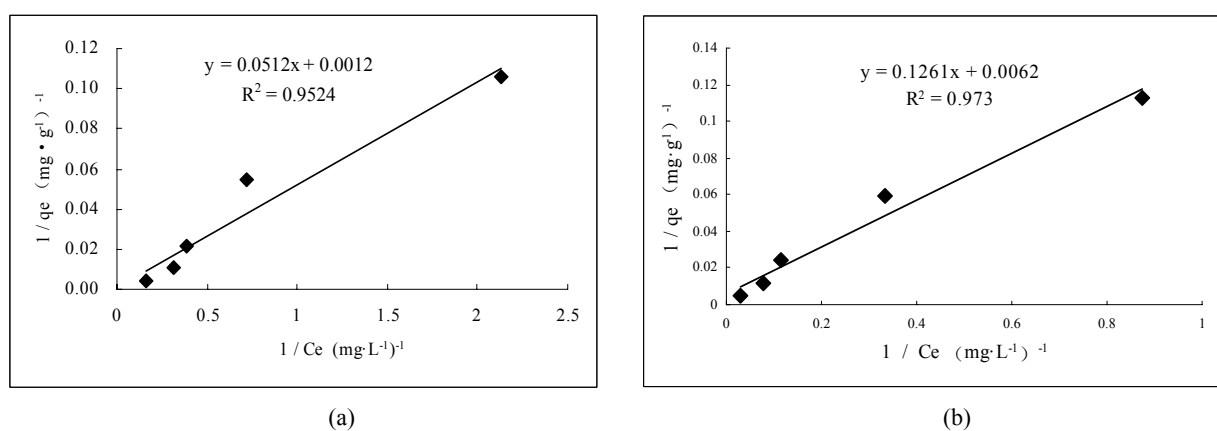 0.12
0.10
0.08
0.06
0.04
0.02
0.00
1 / qe (mg • g⁻¹) ⁻¹
y = 0.0512x + 0.0012
R² = 0.9524
0 0.5 1 1.5 2 2.5
1 / Ce (mg·L⁻¹)⁻¹
(a)
0.14
0.12
0.1
0.08
0.06
0.04
0.02
0
1 / qe (mg·g¹) ⁻¹
y = 0.1261x + 0.0062
R² = 0.973
0 0.2 0.4 0.6 0.8 1
1 / Ce (mg·L⁻¹) ⁻¹
(b)